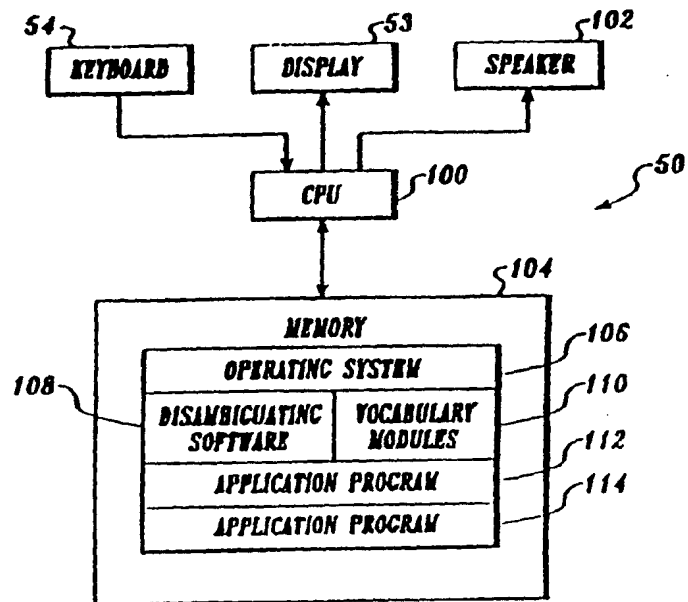 54 53 102
KEYBOARD DISPLAY SPEAKER
CPU 100
50
104
MEMORY
OPERATING SYSTEM 106
108 DISAMBIGUATING SOFTWARE
VOCABULARY MODULES 110
APPLICATION PROGRAM 112
APPLICATION PROGRAM 114